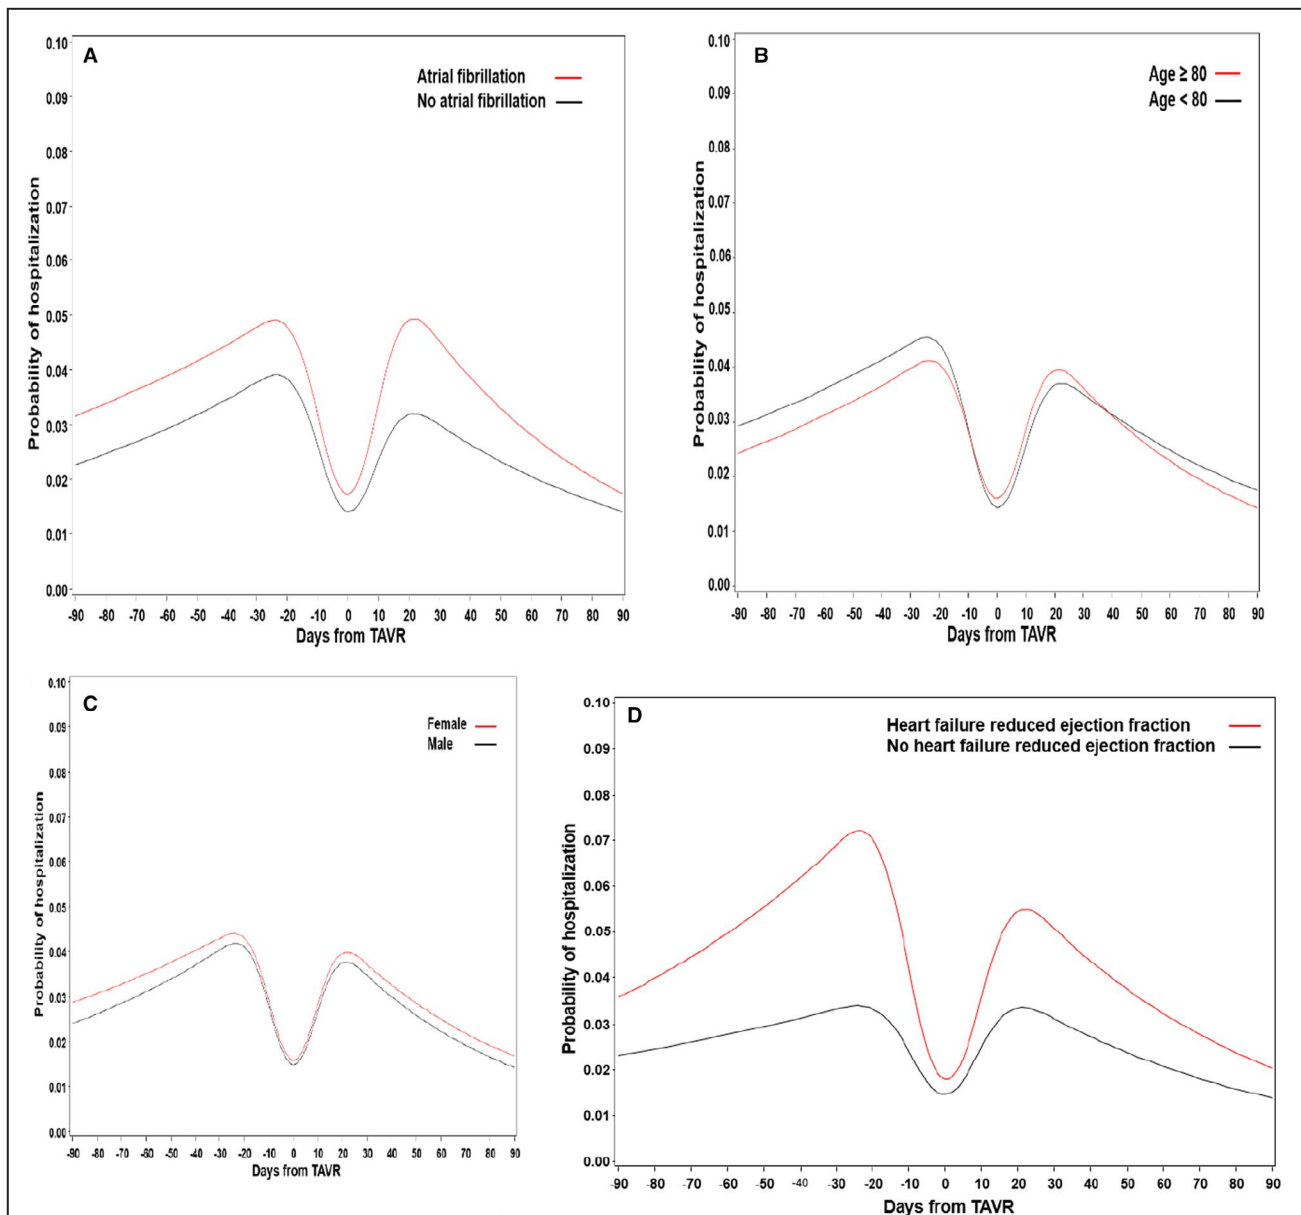 A
Atrial fibrillation
No atrial fibrillation
0.10
0.09
0.08
0.07
0.06
0.05
0.04
0.03
0.02
0.01
0.00
Probability of hospitalization
-90 -80 -70 -60 -50 -40 -30 -20 -10 0 10 20 30 40 50 60 70 80 90
Days from TAVR
B
Age ≥ 80
Age < 80
0.10
0.09
0.08
0.07
0.06
0.05
0.04
0.03
0.02
0.01
0.00
Probability of hospitalization
-90 -80 -70 -60 -50 -40 -30 -20 -10 0 10 20 30 40 50 60 70 80 90
Days from TAVR
C
Female
Male
0.10
0.09
0.08
0.07
0.06
0.05
0.04
0.03
0.02
0.01
0.00
Probability of hospitalization
-90 -80 -70 -60 -50 -40 -30 -20 -10 0 10 20 30 40 50 60 70 80 90
Days from TAVR
D
Heart failure reduced ejection fraction
No heart failure reduced ejection fraction
0.10
0.09
0.08
0.07
0.06
0.05
0.04
0.03
0.02
0.01
0.00
Probability of hospitalization
-90 -80 -70 -60 -50 -40 -30 -20 -10 0 10 20 30 40 50 60 70 80 90
Days from TAVR